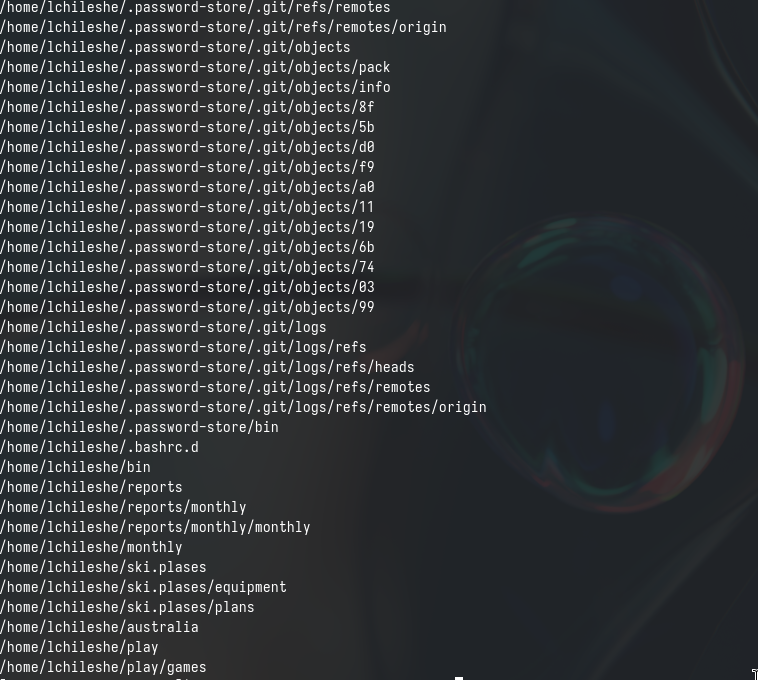 /home/lchileshe/.password-store/.git/refs/remotes
/home/lchileshe/.password-store/.git/refs/remotes/origin
/home/lchileshe/.password-store/.git/objects
/home/lchileshe/.password-store/.git/objects/pack
/home/lchileshe/.password-store/.git/objects/info
/home/lchileshe/.password-store/.git/objects/8f
/home/lchileshe/.password-store/.git/objects/5b
/home/lchileshe/.password-store/.git/objects/d0
/home/lchileshe/.password-store/.git/objects/f9
/home/lchileshe/.password-store/.git/objects/a0
/home/lchileshe/.password-store/.git/objects/11
/home/lchileshe/.password-store/.git/objects/19
/home/lchileshe/.password-store/.git/objects/6b
/home/lchileshe/.password-store/.git/objects/74
/home/lchileshe/.password-store/.git/objects/03
/home/lchileshe/.password-store/.git/objects/99
/home/lchileshe/.password-store/.git/logs
/home/lchileshe/.password-store/.git/logs/refs
/home/lchileshe/.password-store/.git/logs/refs/heads
/home/lchileshe/.password-store/.git/logs/refs/remotes
/home/lchileshe/.password-store/.git/logs/refs/remotes/origin
/home/lchileshe/.password-store/bin
/home/lchileshe/.bashrc.d
/home/lchileshe/bin
/home/lchileshe/reports
/home/lchileshe/reports/monthly
/home/lchileshe/reports/monthly/monthly
/home/lchileshe/monthly
/home/lchileshe/ski.plases
/home/lchileshe/ski.plases/equipment
/home/lchileshe/ski.plases/plans
/home/lchileshe/australia
/home/lchileshe/play
/home/lchileshe/play/games